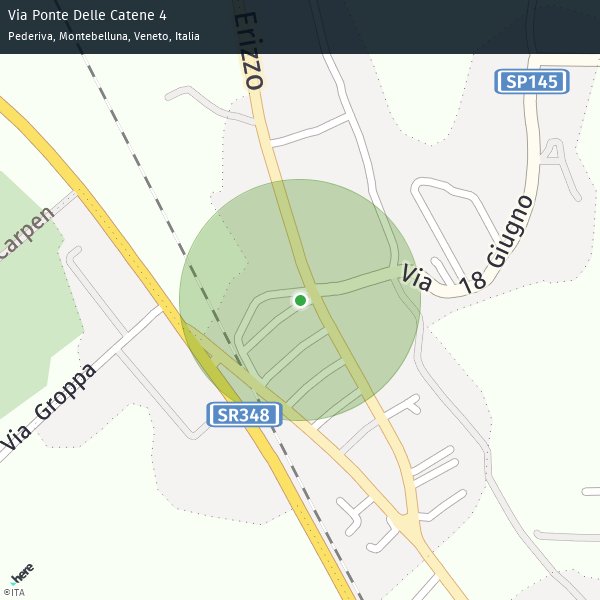 Via Ponte Delle Catene 4
Pederiva, Montebelluna, Veneto, Italia
Erizzo
SP145
Carpen
Via 18 Giugno
Via Groppa
SR348
here
©ITA